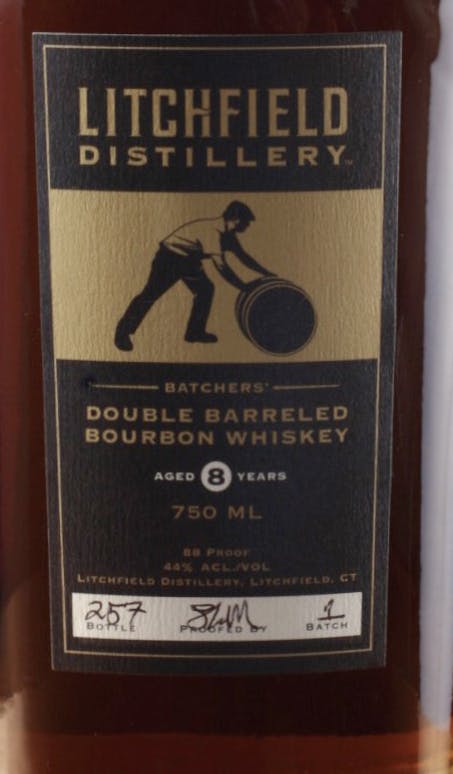 LITCHFIELD
DISTILLERY™
BATCHERS'
DOUBLE BARRELED
BOURBON WHISKEY
AGED 8 YEARS
750 ML
88 PROOF
44% ACL./VOL
LITCHFIELD DISTILLERY, LITCHFIELD, CT
257 1
BOTTLE PROOFED BY BATCH